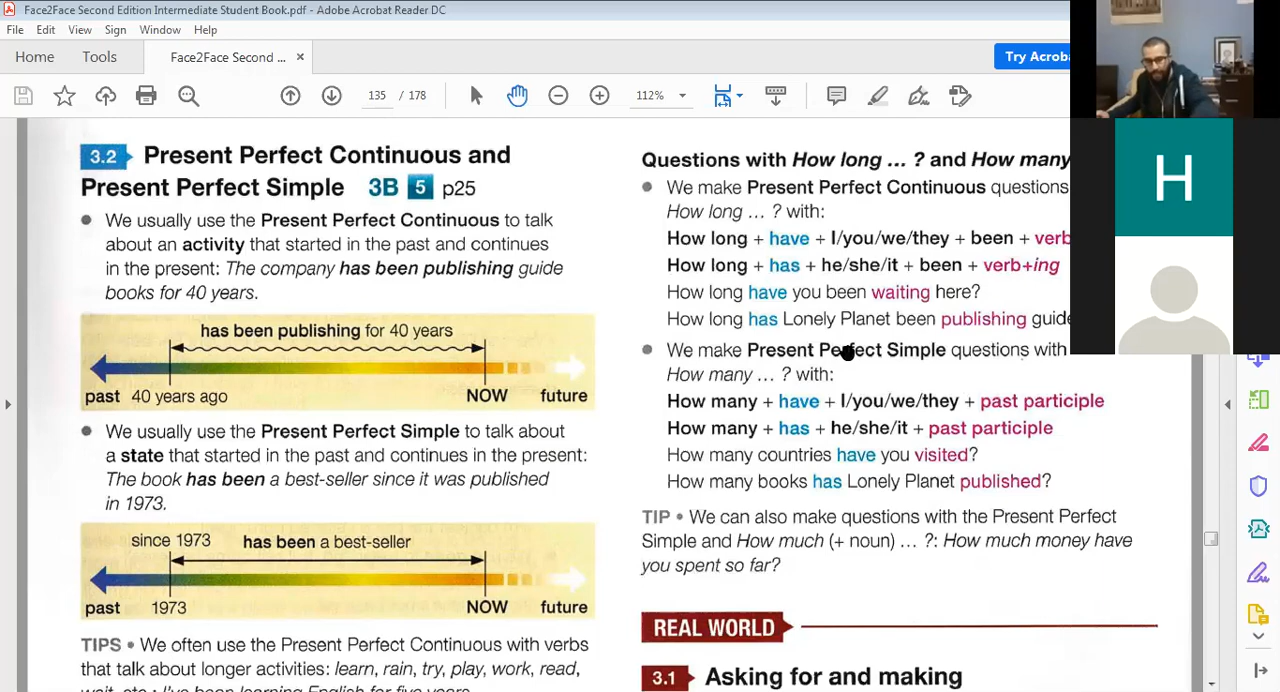 Face2Face Second Edition Intermediate Student Book.pdf - Adobe Acrobat Reader DC
File Edit View Sign Window Help
Home Tools Face2Face Second ... × Try Acroba
135 / 178 112%
3.2 Present Perfect Continuous and
Present Perfect Simple 3B 5 p25
• We usually use the Present Perfect Continuous to talk
about an activity that started in the past and continues
in the present: The company has been publishing guide
books for 40 years.
has been publishing for 40 years
past 40 years ago NOW future
• We usually use the Present Perfect Simple to talk about
a state that started in the past and continues in the present:
The book has been a best-seller since it was published
in 1973.
since 1973 has been a best-seller
past 1973 NOW future
TIPS • We often use the Present Perfect Continuous with verbs
that talk about longer activities: learn, rain, try, play, work, read,
wait, etc.: I've been learning English for five years.
Questions with How long ... ? and How many
• We make Present Perfect Continuous questions
How long ... ? with:
How long + have + I/you/we/they + been + verb
How long + has + he/she/it + been + verb+ing
How long have you been waiting here?
How long has Lonely Planet been publishing guid
• We make Present Perfect Simple questions with
How many ... ? with:
How many + have + I/you/we/they + past participle
How many + has + he/she/it + past participle
How many countries have you visited?
How many books has Lonely Planet published?
TIP • We can also make questions with the Present Perfect
Simple and How much (+ noun) ... ?: How much money have
you spent so far?
REAL WORLD
3.1 Asking for and making
H